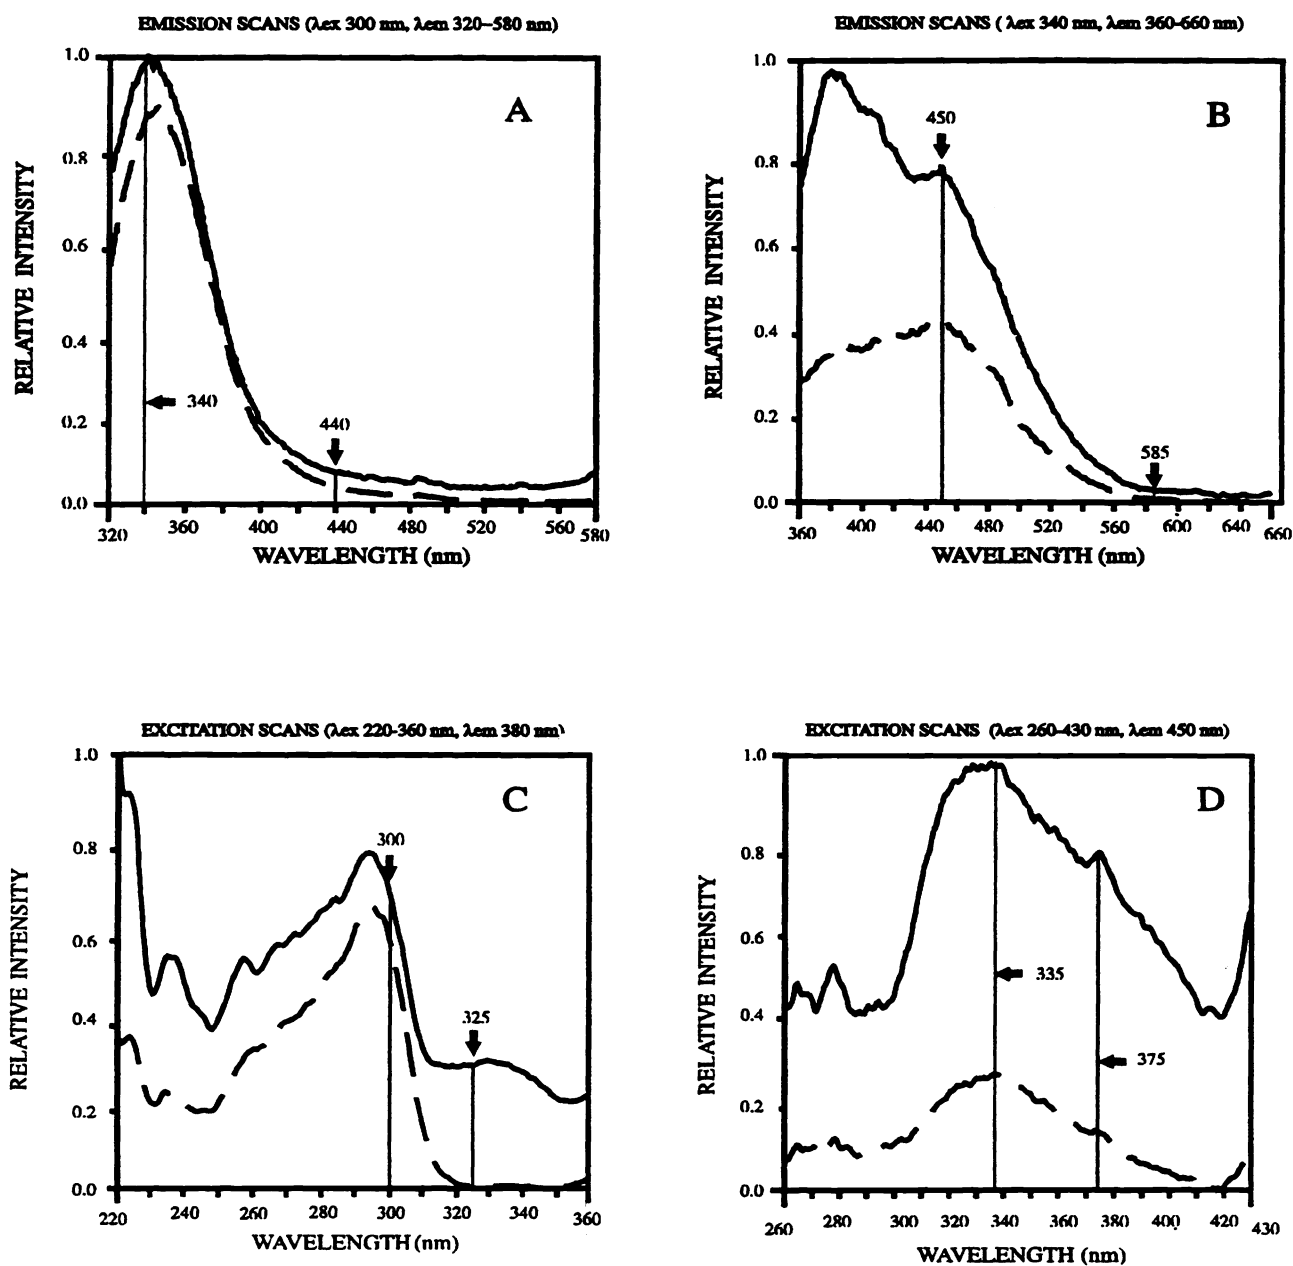 EMISSION SCANS (λex 300 nm, λem 320–580 nm)
A
RELATIVE INTENSITY
1.0
0.8
0.6
0.4
0.2
0.0
340
440
320 360 400 440 480 520 560 580
WAVELENGTH (nm)
EMISSION SCANS ( λex 340 nm, λem 360-660 nm)
B
RELATIVE INTENSITY
1.0
0.8
0.6
0.4
0.2
0.0
450
585
360 400 440 480 520 560 600 640 660
WAVELENGTH (nm)
EXCITATION SCANS (λex 220-360 nm, λem 380 nm)
C
RELATIVE INTENSITY
1.0
0.8
0.6
0.4
0.2
0.0
300
325
220 240 260 280 300 320 340 360
WAVELENGTH (nm)
EXCITATION SCANS (λex 260-430 nm, λem 450 nm)
D
RELATIVE INTENSITY
1.0
0.8
0.6
0.4
0.2
0.0
335
375
260 280 300 320 340 360 380 400 420 430
WAVELENGTH (nm)